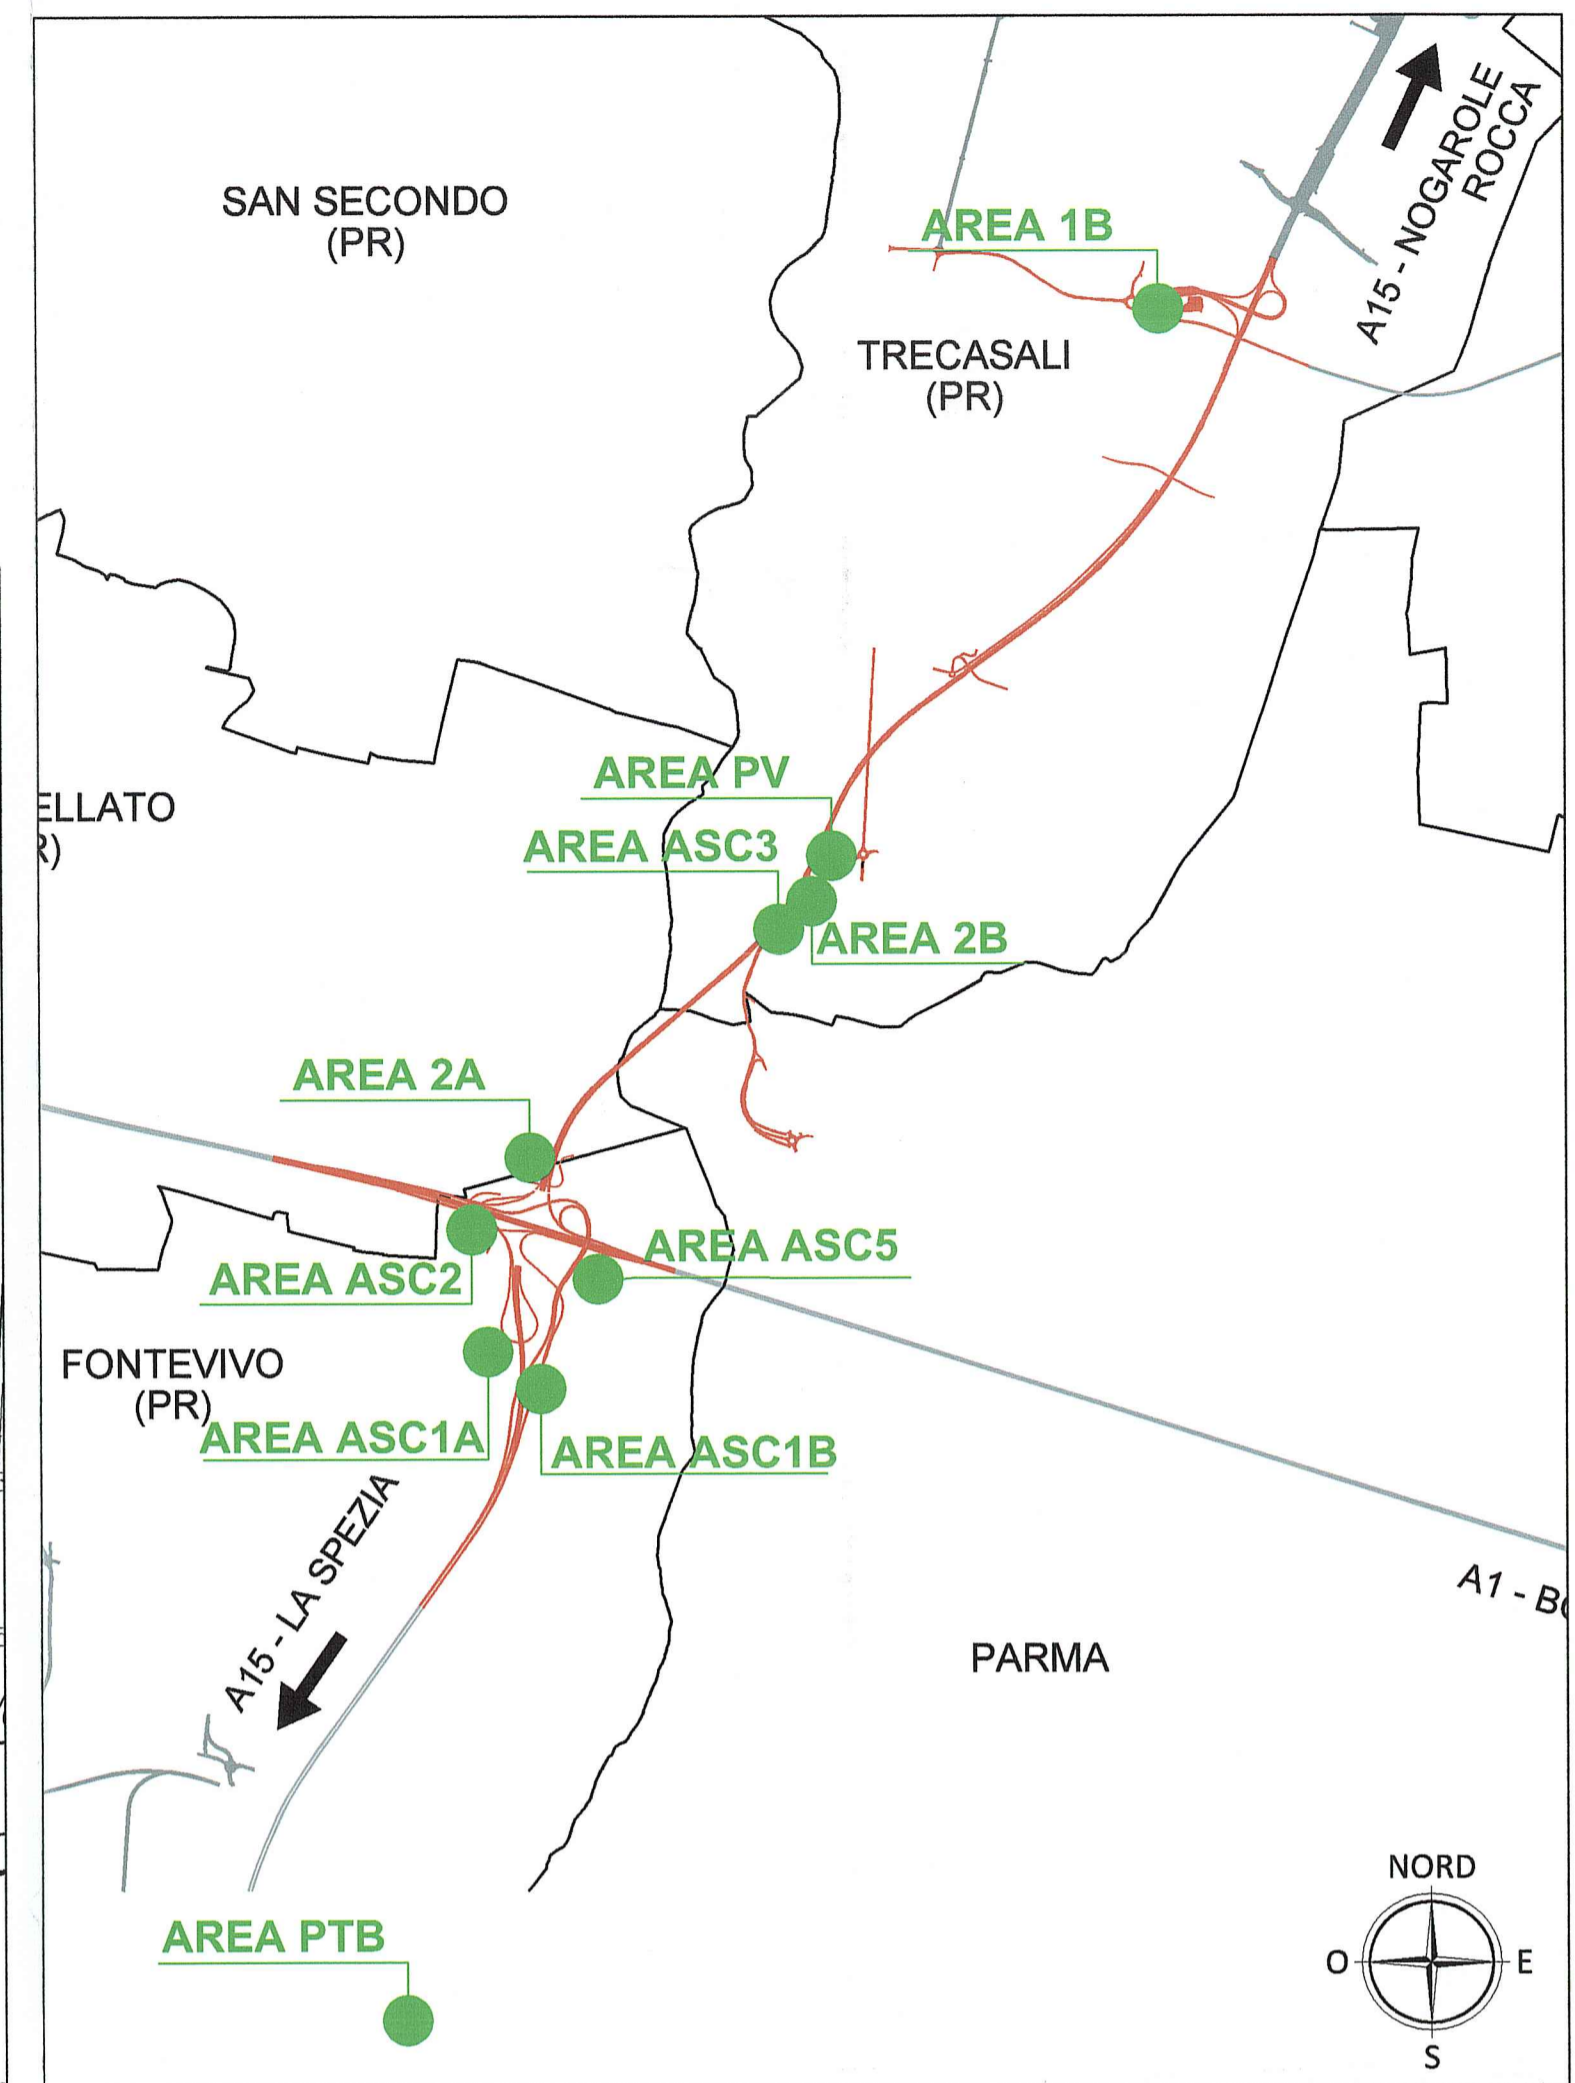 A15 - NOGAROLE
ROCCA
SAN SECONDO
(PR)
AREA 1B
TRECASALI
(PR)
AREA PV
ELLATO
R)
AREA ASC3
AREA 2B
AREA 2A
AREA ASC5
AREA ASC2
FONTEVIVO
(PR)
AREA ASC1A
AREA ASC1B
A15 - LA SPEZIA
A1 - BO
PARMA
NORD
O
E
S
AREA PTB